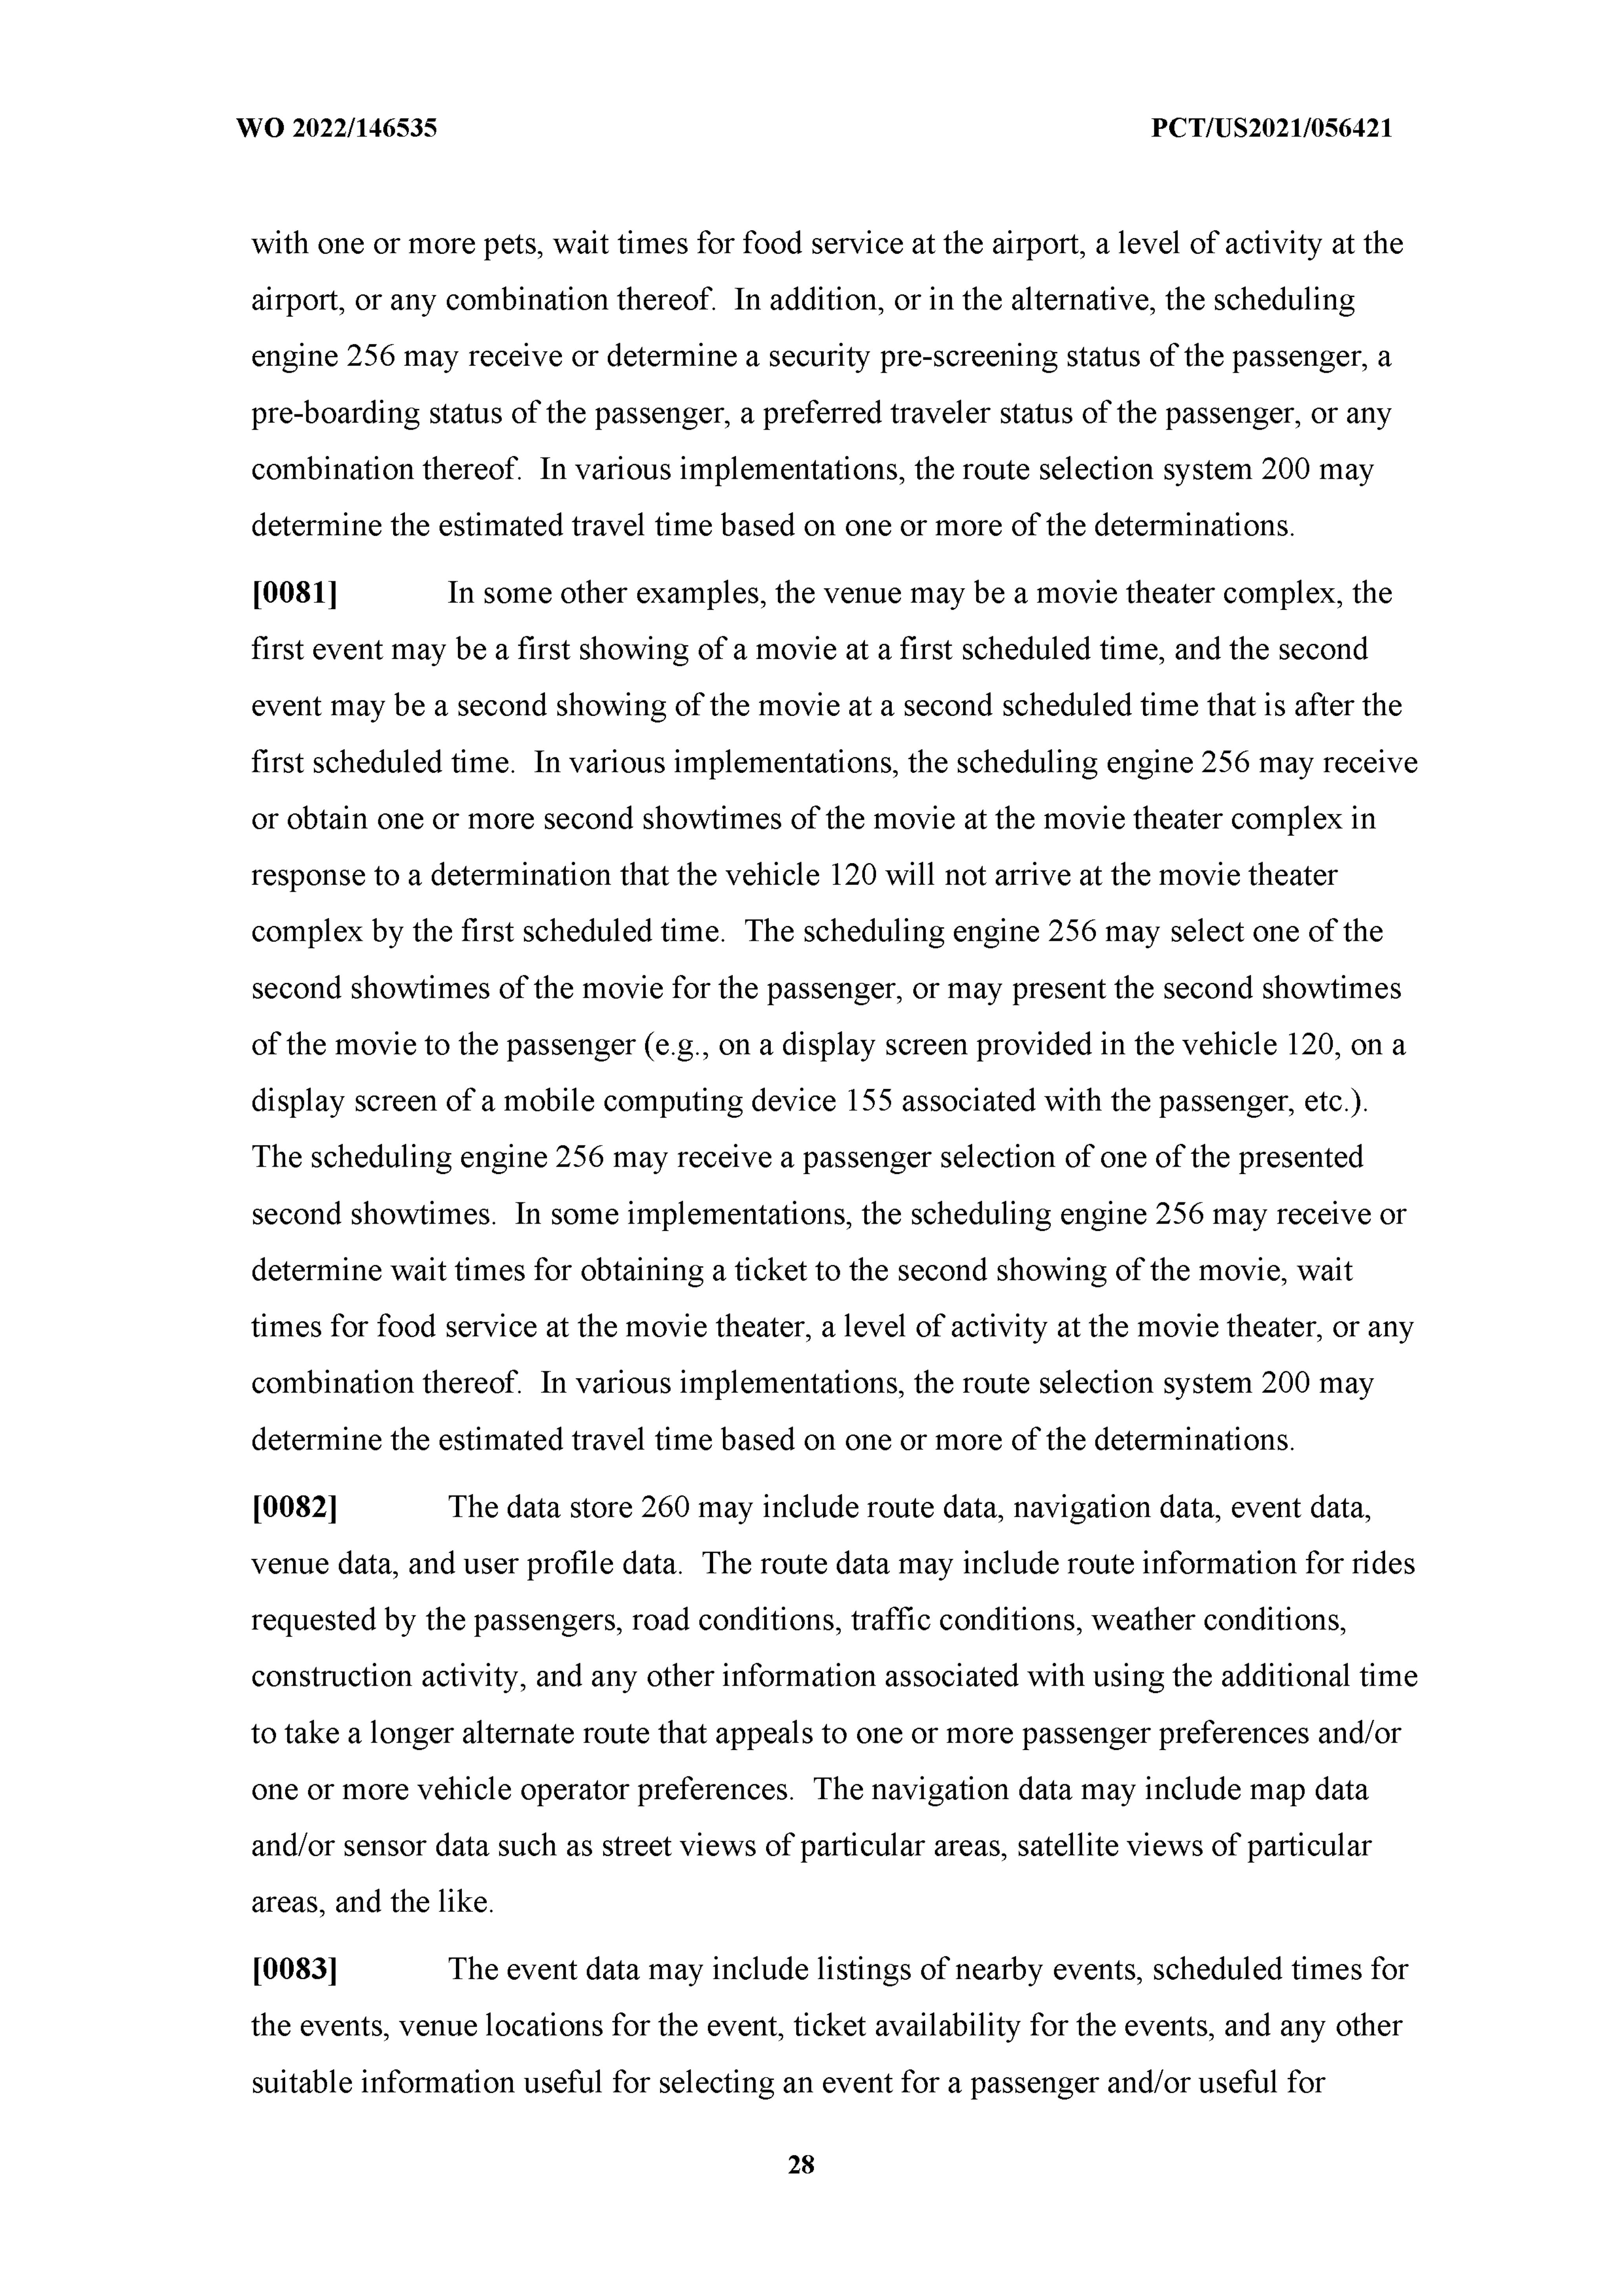 WO 2022/146535 PCT/US2021/056421
with one or more pets, wait times for food service at the airport, a level of activity at the
airport, or any combination thereof.  In addition, or in the alternative, the scheduling
engine 256 may receive or determine a security pre-screening status of the passenger, a
pre-boarding status of the passenger, a preferred traveler status of the passenger, or any
combination thereof.  In various implementations, the route selection system 200 may
determine the estimated travel time based on one or more of the determinations.
[0081] In some other examples, the venue may be a movie theater complex, the
first event may be a first showing of a movie at a first scheduled time, and the second
event may be a second showing of the movie at a second scheduled time that is after the
first scheduled time.  In various implementations, the scheduling engine 256 may receive
or obtain one or more second showtimes of the movie at the movie theater complex in
response to a determination that the vehicle 120 will not arrive at the movie theater
complex by the first scheduled time.  The scheduling engine 256 may select one of the
second showtimes of the movie for the passenger, or may present the second showtimes
of the movie to the passenger (e.g., on a display screen provided in the vehicle 120, on a
display screen of a mobile computing device 155 associated with the passenger, etc.).
The scheduling engine 256 may receive a passenger selection of one of the presented
second showtimes.  In some implementations, the scheduling engine 256 may receive or
determine wait times for obtaining a ticket to the second showing of the movie, wait
times for food service at the movie theater, a level of activity at the movie theater, or any
combination thereof.  In various implementations, the route selection system 200 may
determine the estimated travel time based on one or more of the determinations.
[0082] The data store 260 may include route data, navigation data, event data,
venue data, and user profile data.  The route data may include route information for rides
requested by the passengers, road conditions, traffic conditions, weather conditions,
construction activity, and any other information associated with using the additional time
to take a longer alternate route that appeals to one or more passenger preferences and/or
one or more vehicle operator preferences.  The navigation data may include map data
and/or sensor data such as street views of particular areas, satellite views of particular
areas, and the like.
[0083] The event data may include listings of nearby events, scheduled times for
the events, venue locations for the event, ticket availability for the events, and any other
suitable information useful for selecting an event for a passenger and/or useful for
28